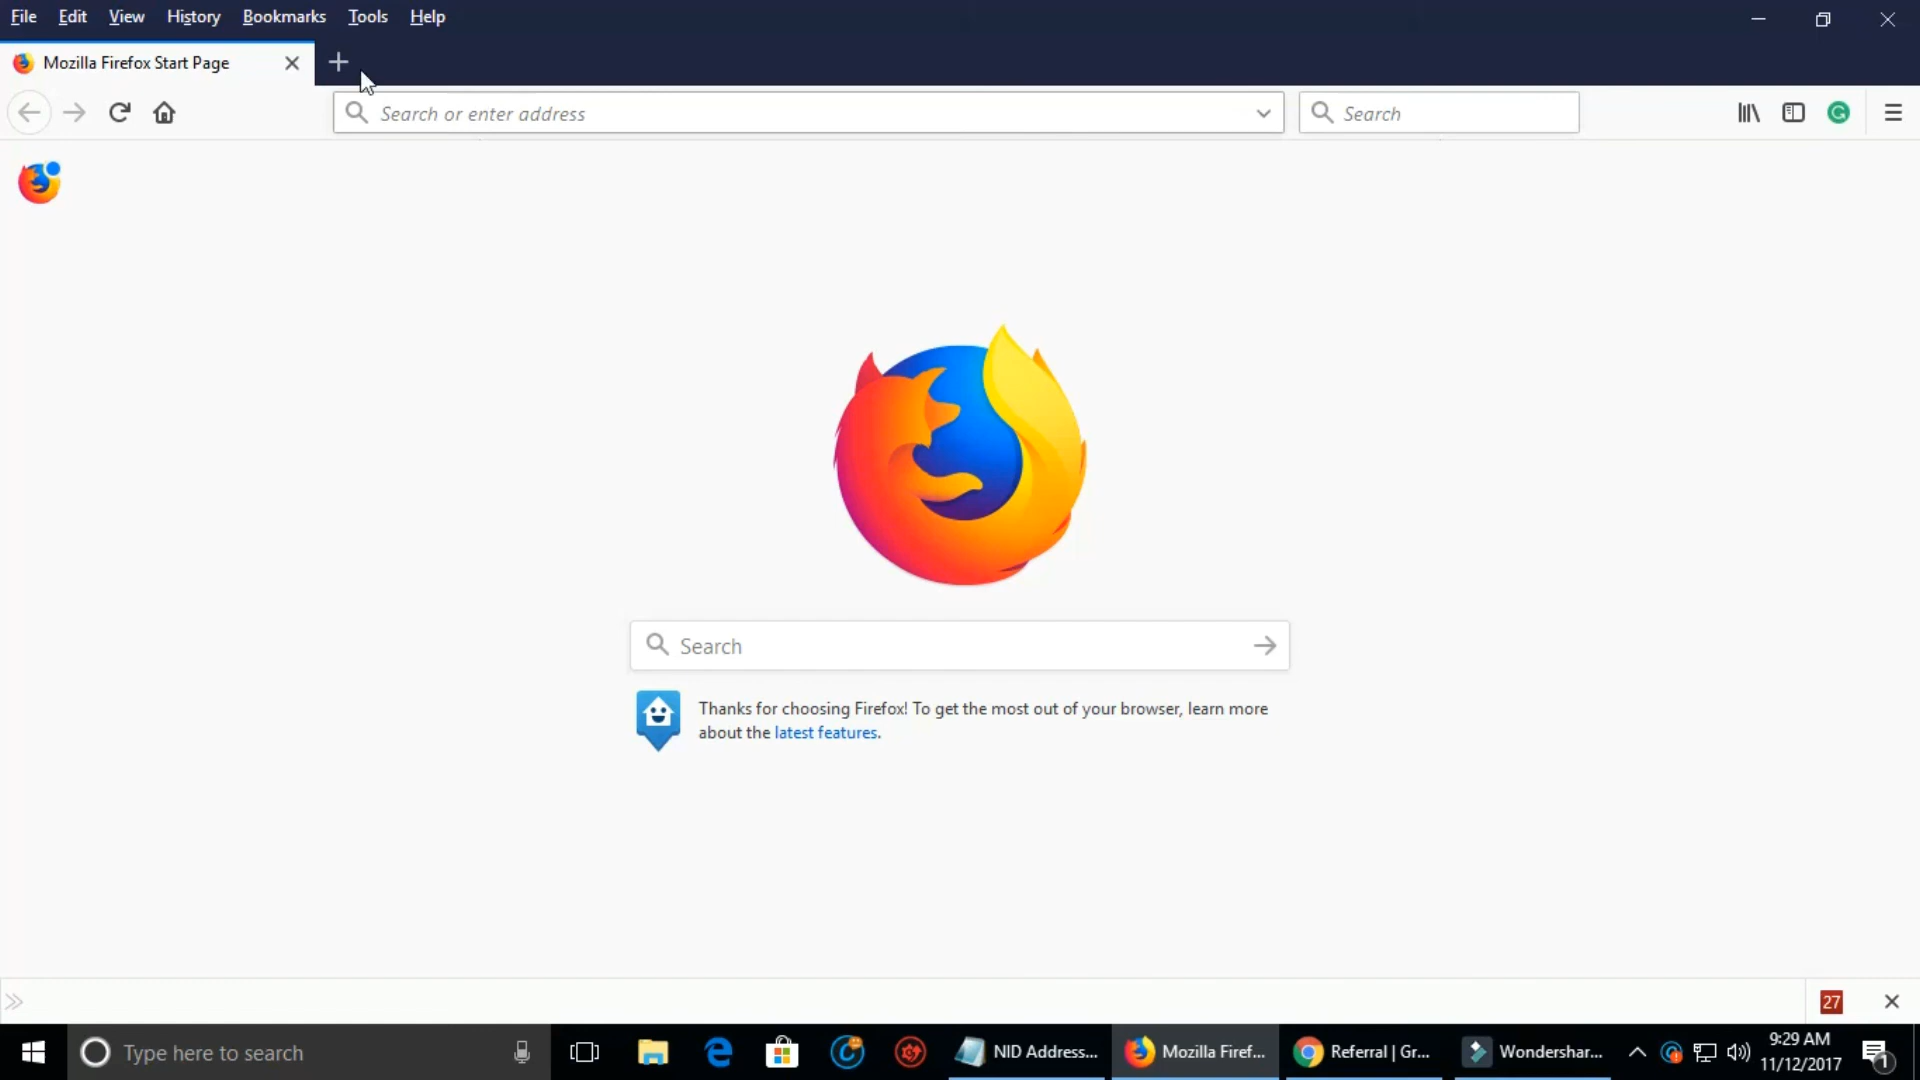 File Edit View History Bookmarks Tools Help
Mozilla Firefox Start Page
Search or enter address
Search
Search
Thanks for choosing Firefox! To get the most out of your browser, learn more
about the latest features.
27
Type here to search
NID Address...
Mozilla Firef...
Referral | Gr...
Wondershar...
9:29 AM
11/12/2017
1